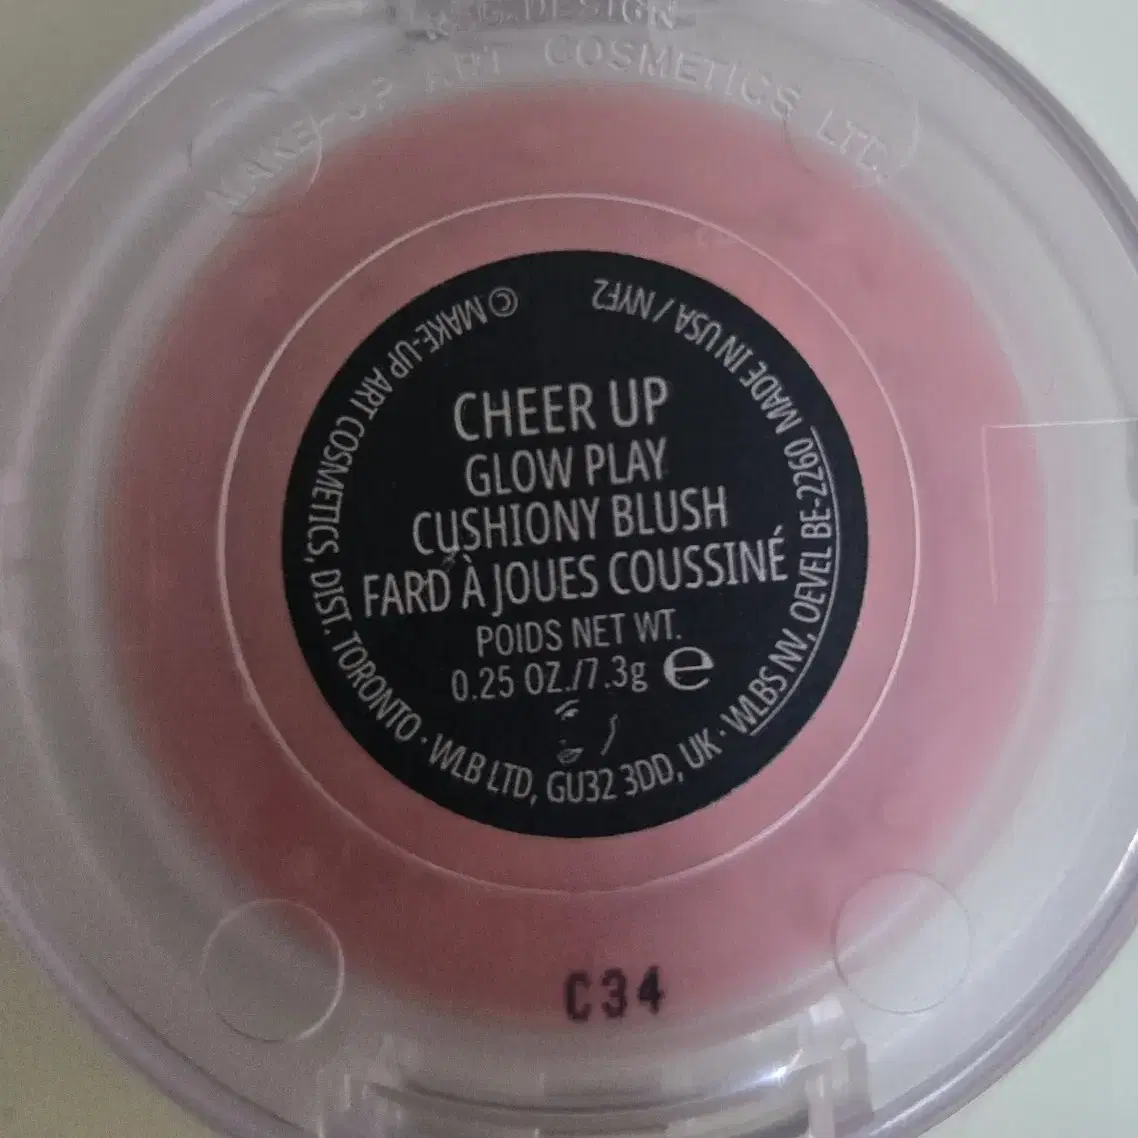 DESIGN
MAKE-UP ART COSMETICS LTD.
CHEER UP
GLOW PLAY
CUSHIONY BLUSH
FARD À JOUES COUSSINÉ
POIDS NET WT.
0.25 OZ./7.3g e
© MAKE-UP ART COSMETICS, DIST. TORONTO · WLB LTD, GU32 3DD, UK · WLBS NV, OEVEL BE-2260 MADE IN USA / NYF2
C34